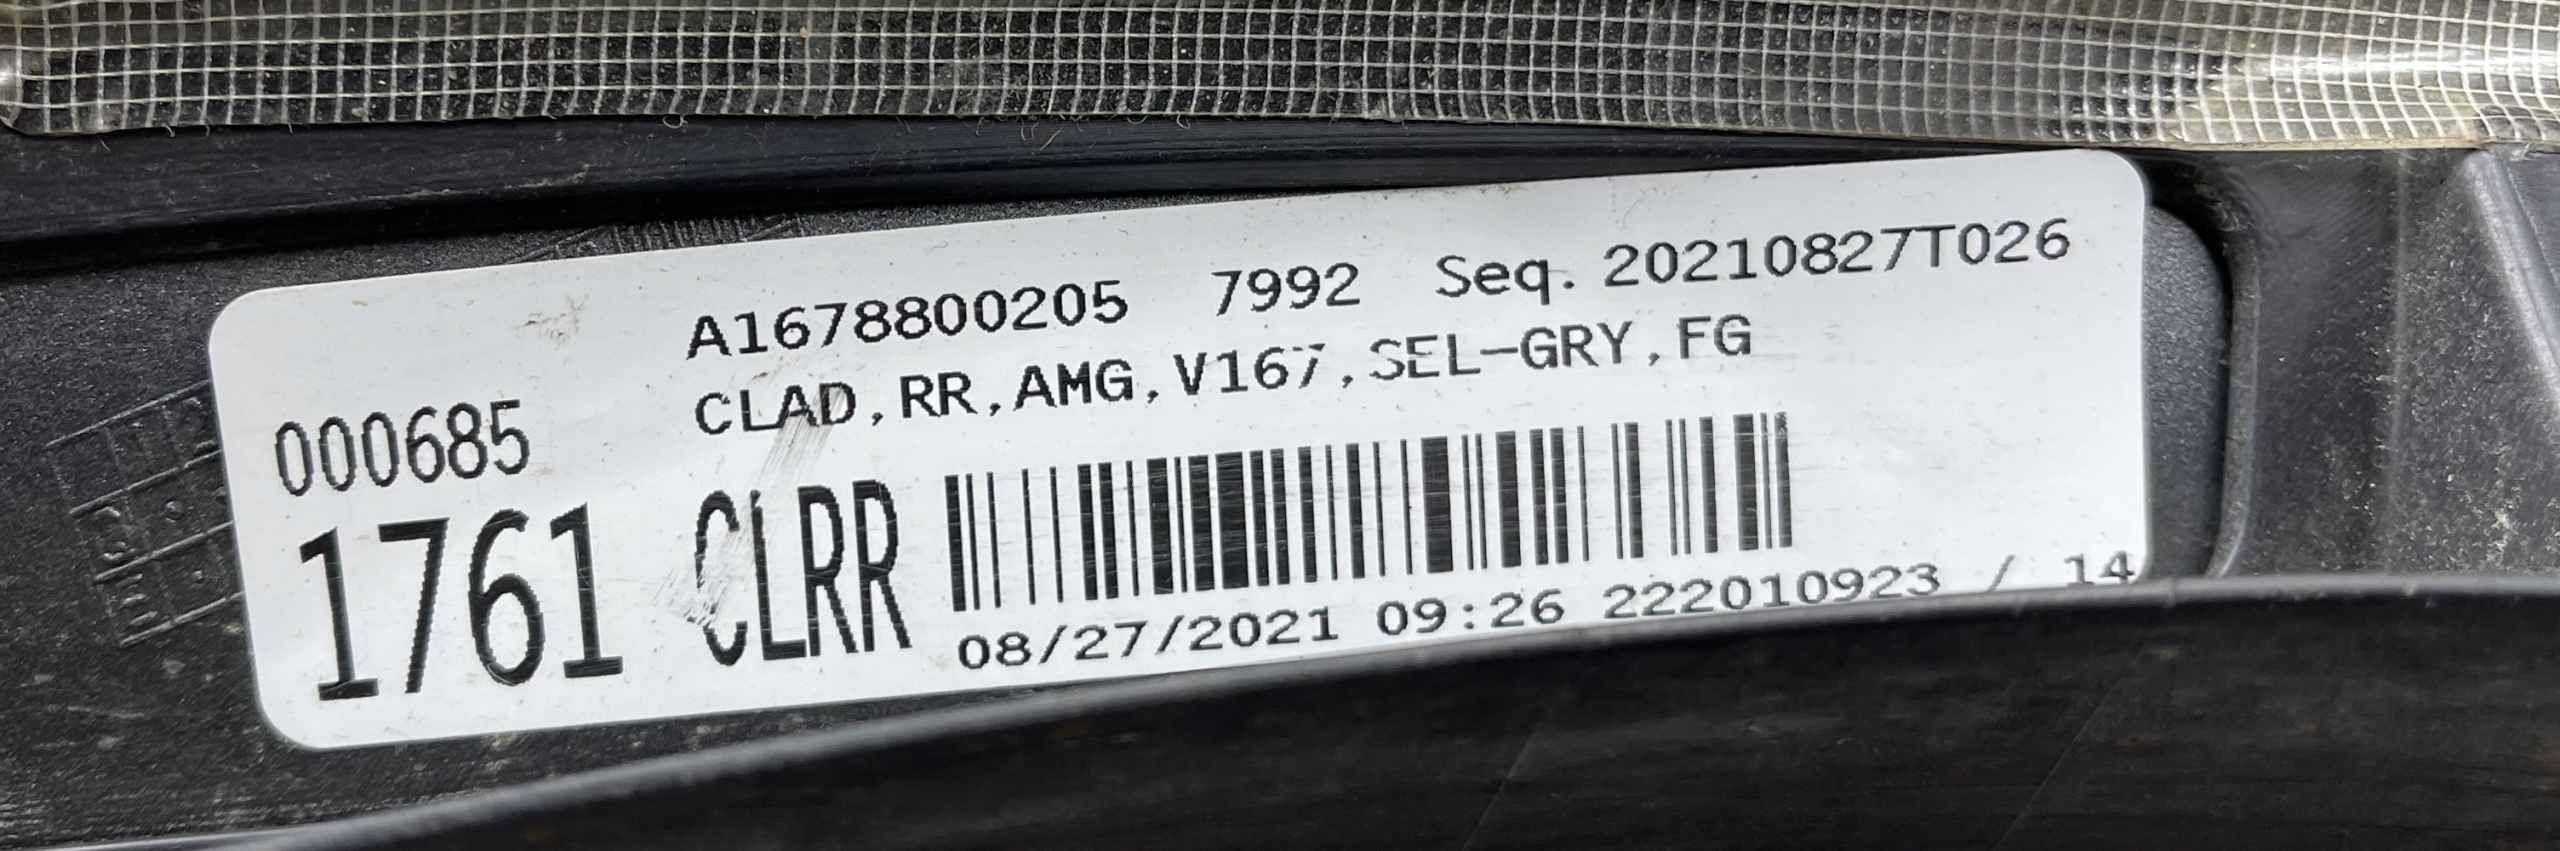 A1678800205 7992 Seq. 20210827T026
CLAD,RR,AMG,V167,SEL-GRY,FG
000685
1761 CLRR
08/27/2021 09:26 222010923 / 14